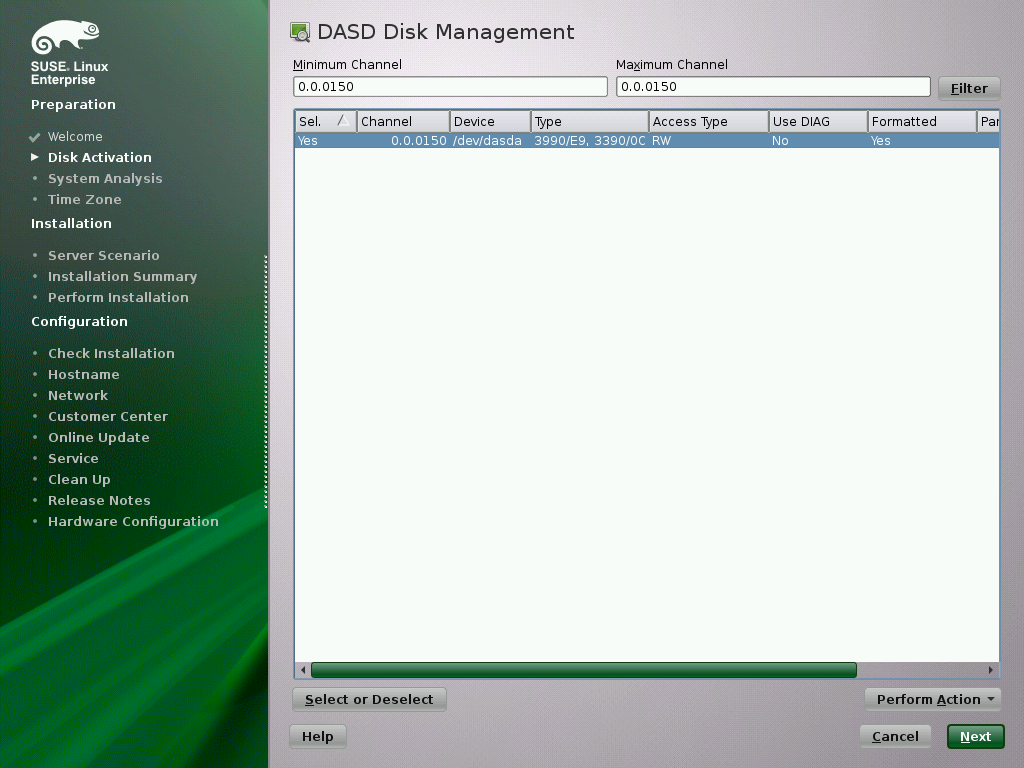 SUSE. Linux
Enterprise
Preparation
Welcome
Disk Activation
System Analysis
Time Zone
Installation
Server Scenario
Installation Summary
Perform Installation
Configuration
Check Installation
Hostname
Network
Customer Center
Online Update
Service
Clean Up
Release Notes
Hardware Configuration
DASD Disk Management
Minimum Channel Maximum Channel
0.0.0150 0.0.0150 Filter
Sel. Channel Device Type Access Type Use DIAG Formatted Par
Yes 0.0.0150 /dev/dasda 3990/E9, 3390/0C RW No Yes
Select or Deselect Perform Action
Help Cancel Next